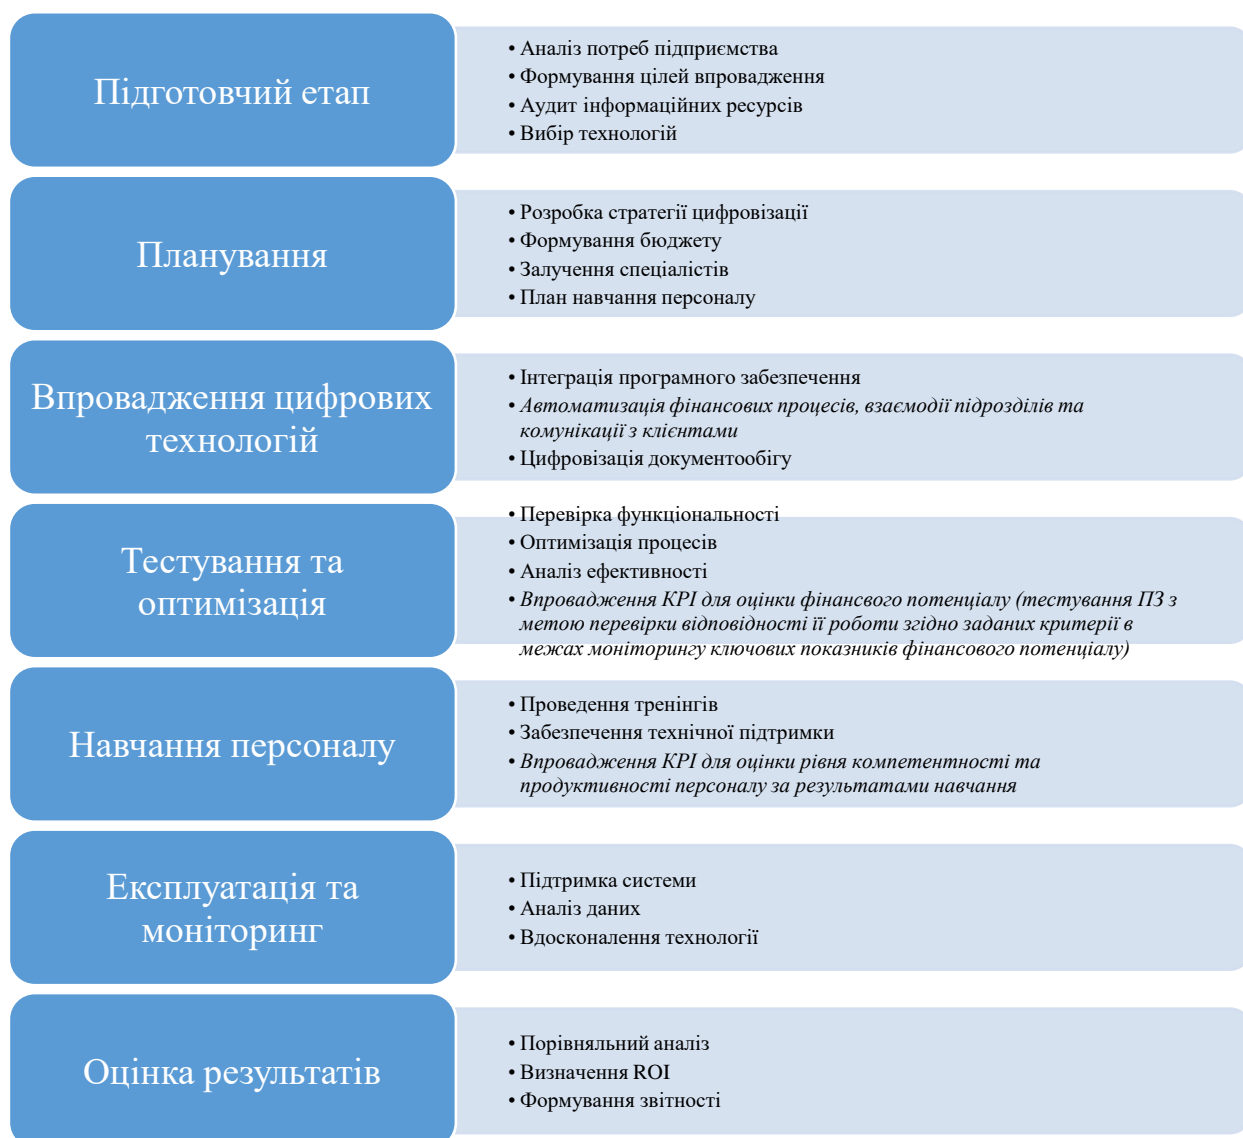 Підготовчий етап
• Аналіз потреб підприємства
• Формування цілей впровадження
• Аудит інформаційних ресурсів
• Вибір технологій
Планування
• Розробка стратегії цифровізації
• Формування бюджету
• Залучення спеціалістів
• План навчання персоналу
Впровадження цифрових
технологій
• Інтеграція програмного забезпечення
• Автоматизація фінансових процесів, взаємодії підрозділів та
комунікації з клієнтами
• Цифровізація документообігу
Тестування та
оптимізація
• Перевірка функціональності
• Оптимізація процесів
• Аналіз ефективності
• Впровадження KPI для оцінки фінансвого потенціалу (тестування ПЗ з
метою перевірки відповідності її роботи згідно заданих критерії в
межах моніторингу ключових показників фінансового потенціалу)
Навчання персоналу
• Проведення тренінгів
• Забезпечення технічної підтримки
• Впровадження KPI для оцінки рівня компетентності та
продуктивності персоналу за результатами навчання
Експлуатація та
моніторинг
• Підтримка системи
• Аналіз даних
• Вдосконалення технології
Оцінка результатів
• Порівняльний аналіз
• Визначення ROI
• Формування звітності